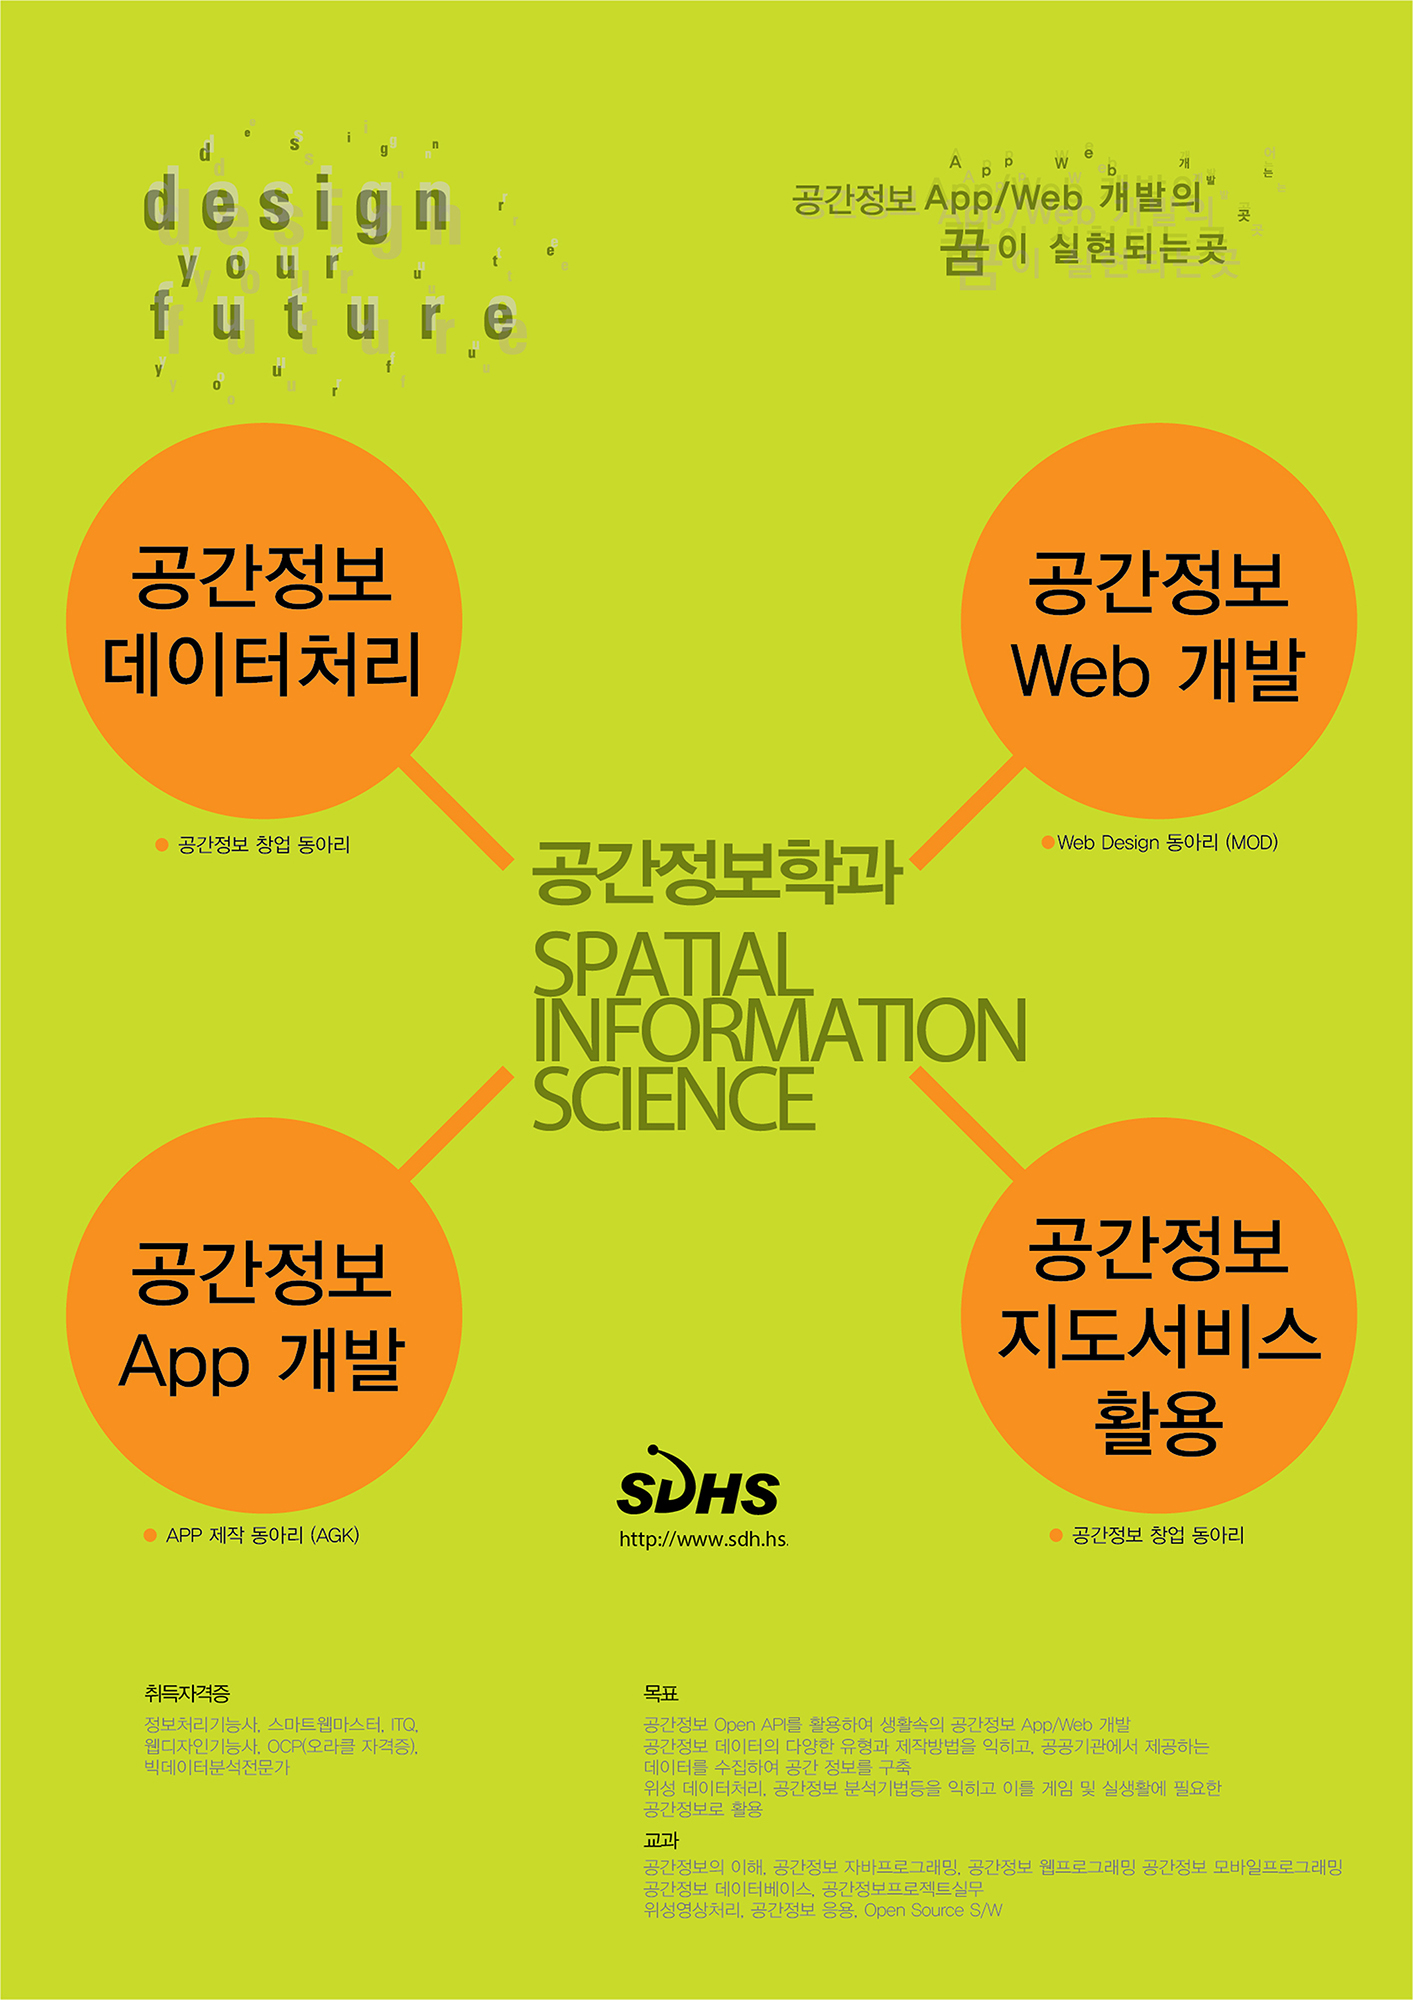 design
your
future
공간정보 App/Web 개발의
꿈이 실현되는곳
공간정보
데이터처리
공간정보 창업 동아리
공간정보
Web 개발
Web Design 동아리 (MOD)
공간정보학과
SPATIAL
INFORMATION
SCIENCE
공간정보
App 개발
APP 제작 동아리 (AGK)
공간정보
지도서비스
활용
공간정보 창업 동아리
SDHS
http://www.sdh.hs.
취득자격증
정보처리기능사, 스마트웹마스터, ITQ,
웹디자인기능사, OCP(오라클 자격증),
빅데이터분석전문가
목표
공간정보 Open API를 활용하여 생활속의 공간정보 App/Web 개발
공간정보 데이터의 다양한 유형과 제작방법을 익히고, 공공기관에서 제공하는
데이터를 수집하여 공간 정보를 구축
위성 데이터처리, 공간정보 분석기법등을 익히고 이를 게임 및 실생활에 필요한
공간정보로 활용
교과
공간정보의 이해, 공간정보 자바프로그래밍, 공간정보 웹프로그래밍 공간정보 모바일프로그래밍
공간정보 데이터베이스, 공간정보프로젝트실무
위성영상처리, 공간정보 응용, Open Source S/W